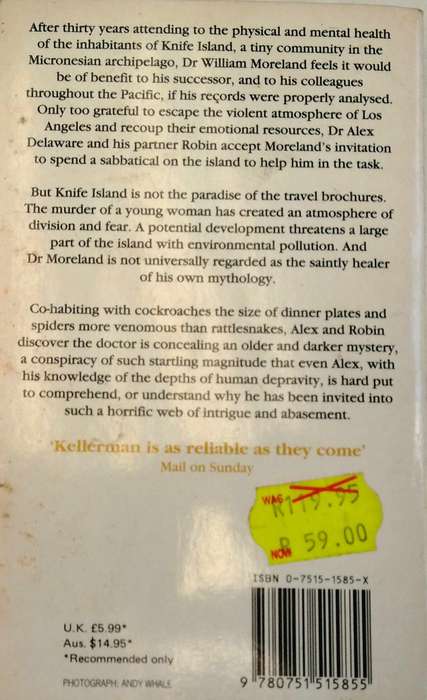 After thirty years attending to the physical and mental health
of the inhabitants of Knife Island, a tiny community in the
Micronesian archipelago, Dr William Moreland feels it would
be of benefit to his successor, and to his colleagues
throughout the Pacific, if his records were properly analysed.
Only too grateful to escape the violent atmosphere of Los
Angeles and recoup their emotional resources, Dr Alex
Delaware and his partner Robin accept Moreland's invitation
to spend a sabbatical on the island to help him in the task.
But Knife Island is not the paradise of the travel brochures.
The murder of a young woman has created an atmosphere of
division and fear. A potential development threatens a large
part of the island with environmental pollution. And
Dr Moreland is not universally regarded as the saintly healer
of his own mythology.
Co-habiting with cockroaches the size of dinner plates and
spiders more venomous than rattlesnakes, Alex and Robin
discover the doctor is concealing an older and darker mystery,
a conspiracy of such startling magnitude that even Alex, with
his knowledge of the depths of human depravity, is hard put
to comprehend, or understand why he has been invited into
such a horrific web of intrigue and abasement.
'Kellerman is as reliable as they come'
Mail on Sunday
WAS R119.95
NOW R 59.00
ISBN 0-7515-1585-X
U.K. £5.99*
Aus. $14.95*
*Recommended only
PHOTOGRAPH: ANDY WHALE
9 780751 515855